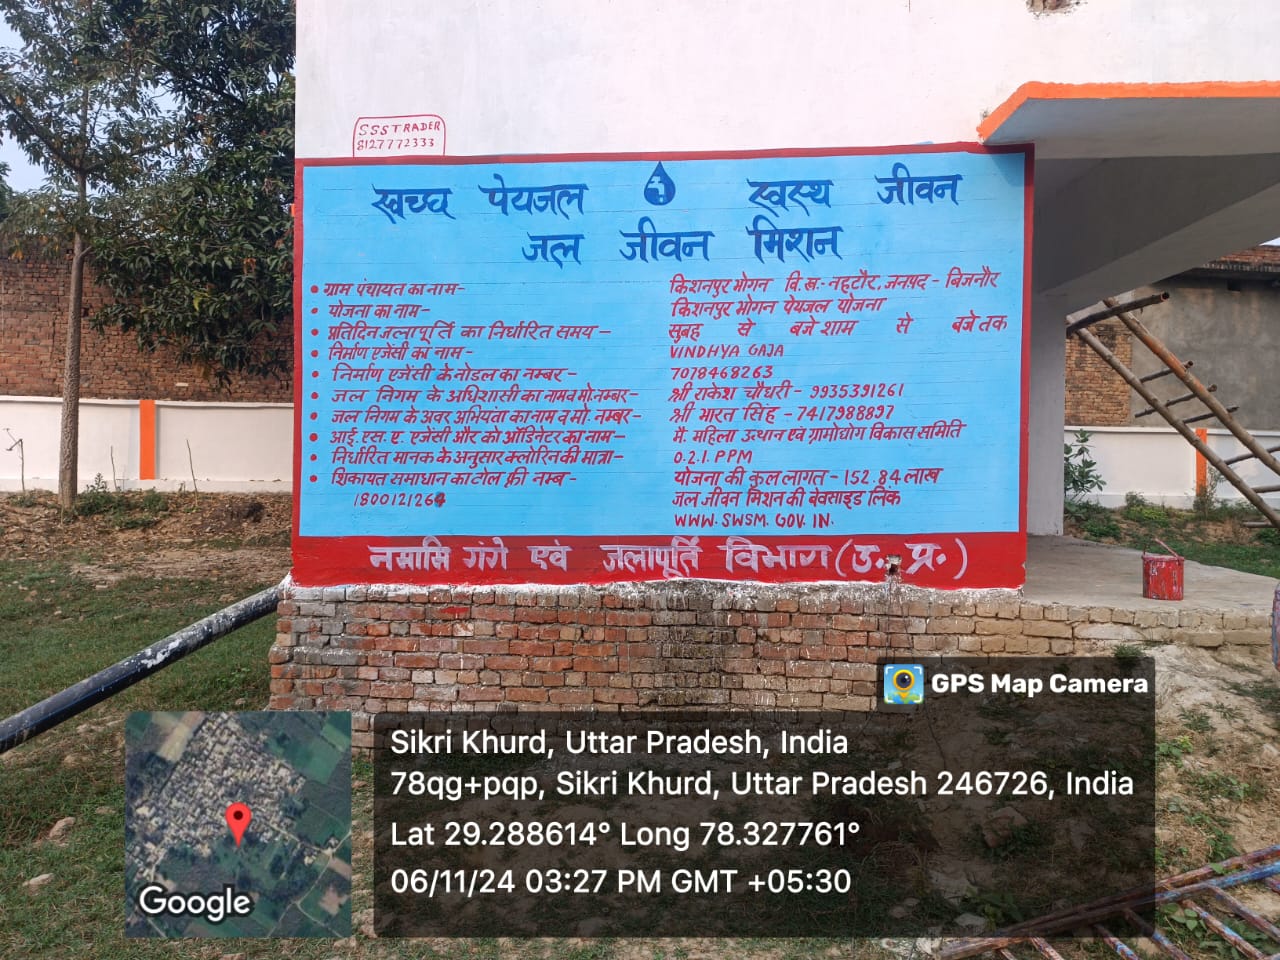 SSS TRADER
8127772333
स्वच्छ पेयजल स्वस्थ जीवन
जल जीवन मिशन
• ग्राम पंचायत का नाम- किशनपुर भोगन वि.ख.- नहटौर, जनपद - बिजनौर
• योजना का नाम- किशनपुर भोगन पेयजल योजना
• प्रतिदिन जलापूर्ति का निर्धारित समय- सुबह से बजे शाम से बजे तक
• निर्माण एजेंसी का नाम- VINDHYA GAJA
• निर्माण एजेंसी के नोडल का नम्बर- 7078468263
• जल निगम के अधिशासी का नाम व मो. नम्बर- श्री राकेश चौधरी- 9935391261
• जल निगम के अवर अभियंता का नाम व मो. नम्बर- श्री भारत सिंह - 7417988897
• आई. एस. ए. एजेंसी और को ऑडिनेटर का नाम- मै. महिला उत्थान एवं ग्रामोद्योग विकास समिति
• निर्धारित मानक के अनुसार क्लोरिन की मात्रा- 0.2.1. PPM
• शिकायत समाधान का टोल फ्री नम्ब- योजना की कुल लागत - 152.84 लाख
1800121264 जल जीवन मिशन की बेवसाइड लिंक
WWW. SWSM. GOV. IN.
नमामि गंगे एवं जलापूर्ति विभाग (उ. प्र.)
GPS Map Camera
Sikri Khurd, Uttar Pradesh, India
78qg+pqp, Sikri Khurd, Uttar Pradesh 246726, India
Lat 29.288614° Long 78.327761°
06/11/24 03:27 PM GMT +05:30
Google